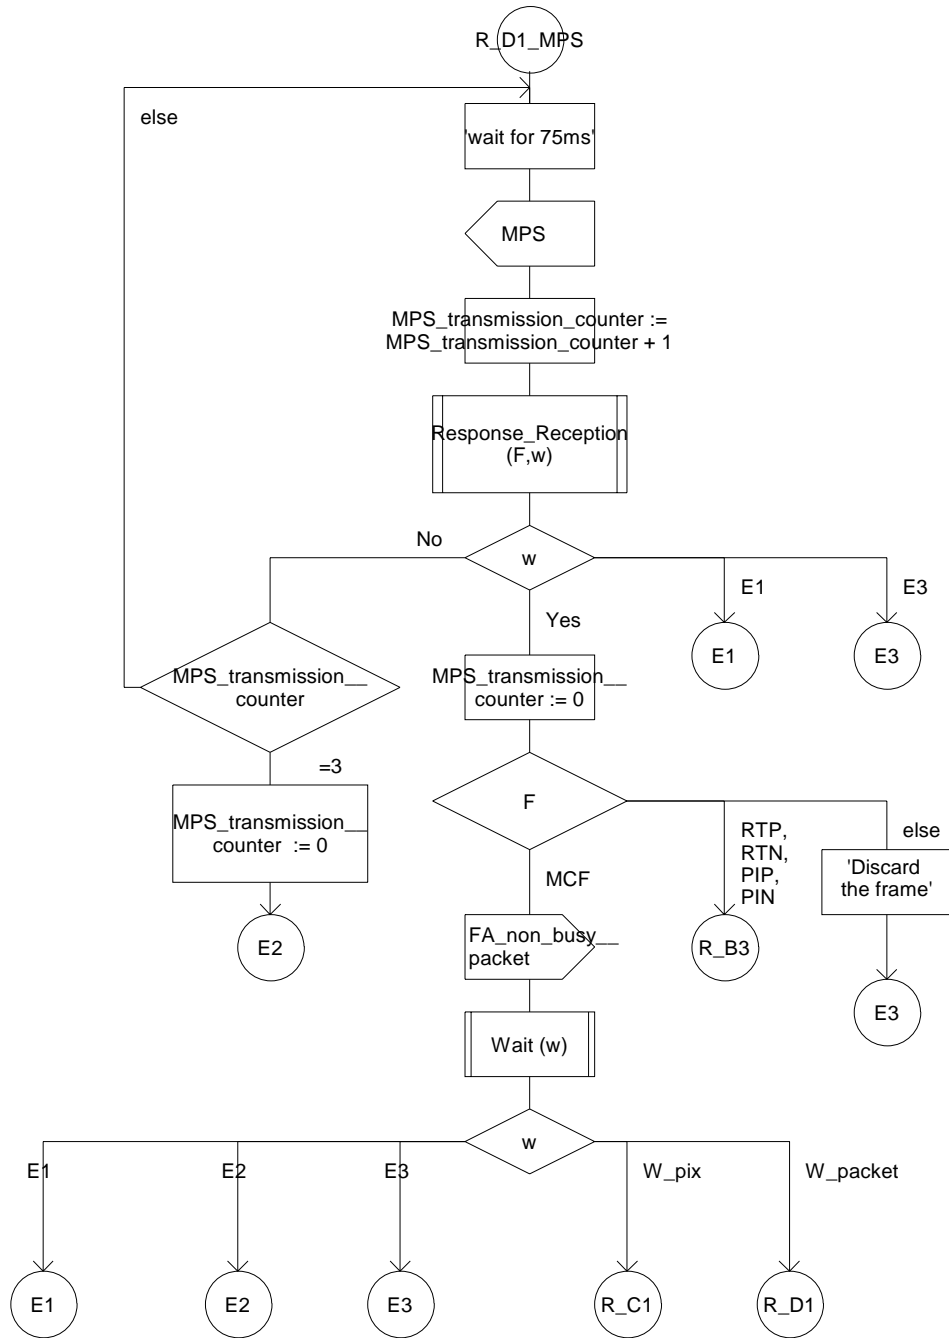 R_D1_MPS
else
'wait for 75ms'
MPS
MPS_transmission_counter :=
MPS_transmission_counter + 1
Response_Reception
(F,w)
No
w
E1
E3
Yes
E1
E3
MPS_transmission__
counter
MPS_transmission__
counter := 0
=3
MPS_transmission__
counter := 0
F
RTP,
RTN,
PIP,
PIN
else
'Discard
the frame'
MCF
E2
FA_non_busy__
packet
R_B3
E3
Wait (w)
w
E1
E2
E3
W_pix
W_packet
E1
E2
E3
R_C1
R_D1